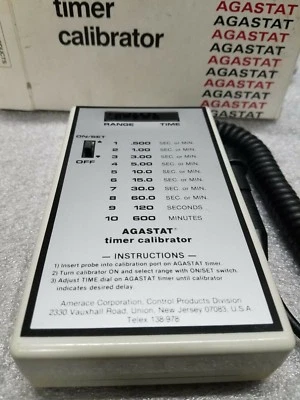 timer
calibrator
PRODUCTS
AGASTAT
AGASTAT
AGASTAT
AGASTAT
AGASTAT
AGASTAT
AGASTAT
AGASTAT
RANGE TIME
ON/SET
OFF
1 .500 SEC. or MIN.
2 1.00 SEC. or MIN.
3 3.00 SEC. or MIN.
4 5.00 SEC. or MIN.
5 10.0 SEC. or MIN.
6 15.0 SEC. or MIN.
7 30.0 SEC. or MIN.
8 60.0 SEC. or MIN.
9 120 SECONDS
10 600 MINUTES
AGASTAT®
timer calibrator
— INSTRUCTIONS —
1) Insert probe into calibration port on AGASTAT timer.
2) Turn calibrator ON and select range with ON/SET switch.
3) Adjust TIME dial on AGASTAT timer until calibrator
indicates desired delay.
Amerace Corporation, Control Products Division
2330 Vauxhall Road, Union, New Jersey 07083, U.S.A.
Telex 138-978